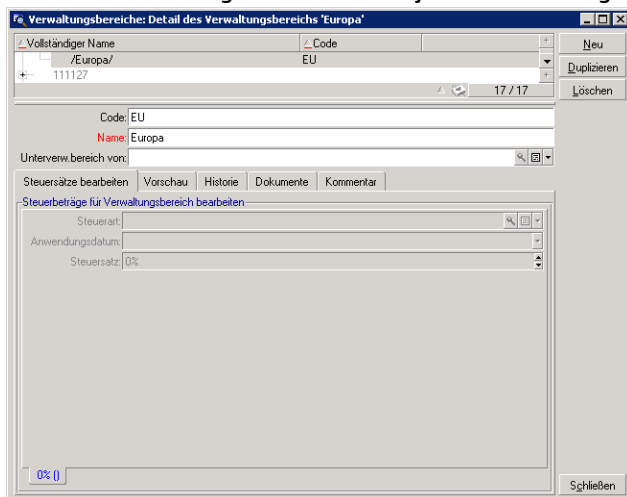 Verwaltungsbereiche: Detail des Verwaltungsbereichs 'Europa'
Vollständiger Name Code
/Europa/ EU
111127
17 / 17
Neu
Duplizieren
Löschen
Code: EU
Name: Europa
Unterverw.bereich von:
Steuersätze bearbeiten Vorschau Historie Dokumente Kommentar
Steuerbeträge für Verwaltungsbereich bearbeiten
Steuerart:
Anwendungsdatum:
Steuersatz: 0%
0% ()
Schließen